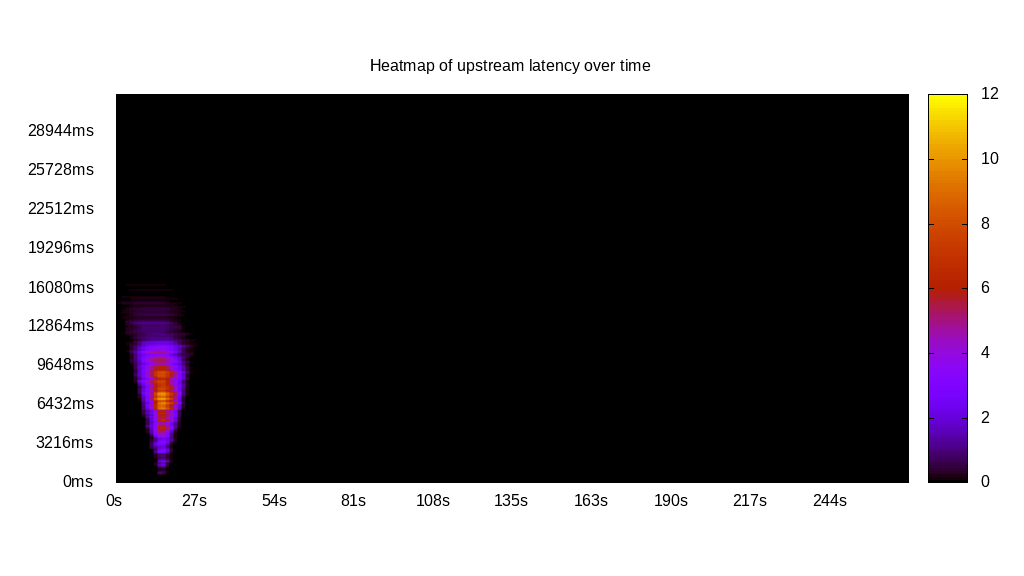 Heatmap of upstream latency over time
28944ms
25728ms
22512ms
19296ms
16080ms
12864ms
9648ms
6432ms
3216ms
0ms
0s 27s 54s 81s 108s 135s 163s 190s 217s 244s
12
10
8
6
4
2
0